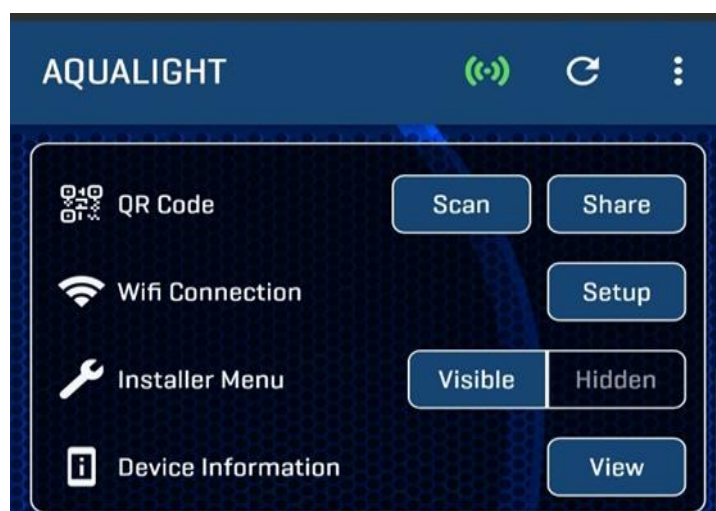 AQUALIGHT
QR Code Scan Share
Wifi Connection Setup
Installer Menu Visible Hidden
Device Information View